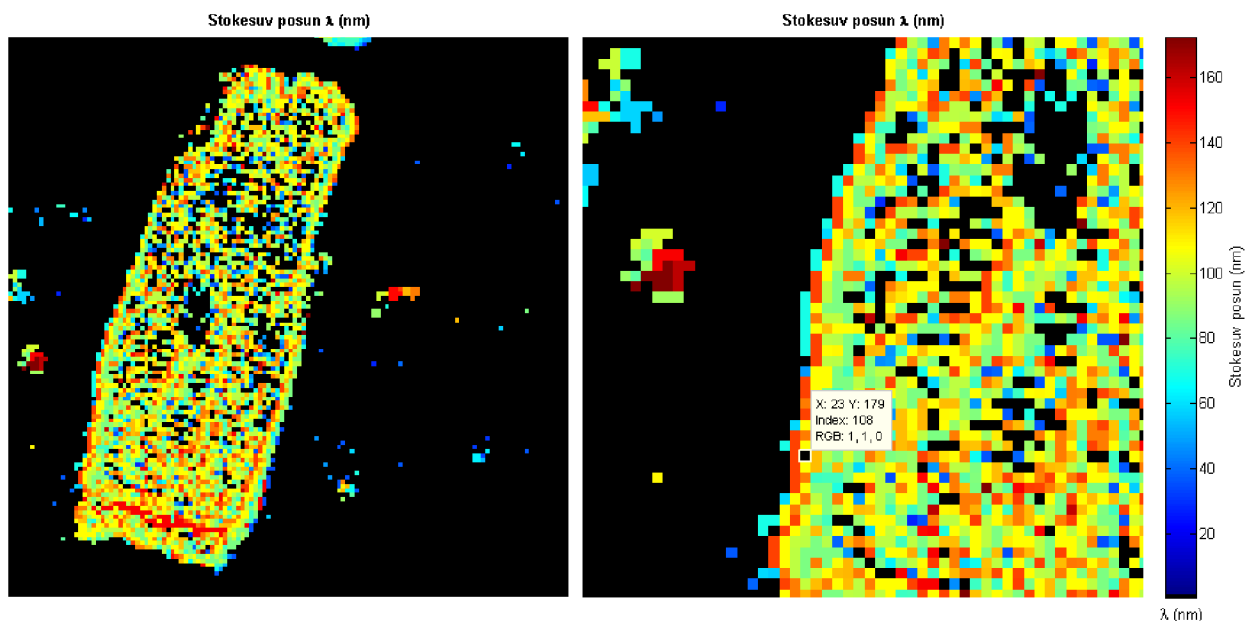 Stokesuv posun λ (nm)
Stokesuv posun λ (nm)
X: 23 Y: 179
Index: 108
RGB: 1, 1, 0
160
140
120
100
80
60
40
20
Stokesuv posun (nm)
λ (nm)